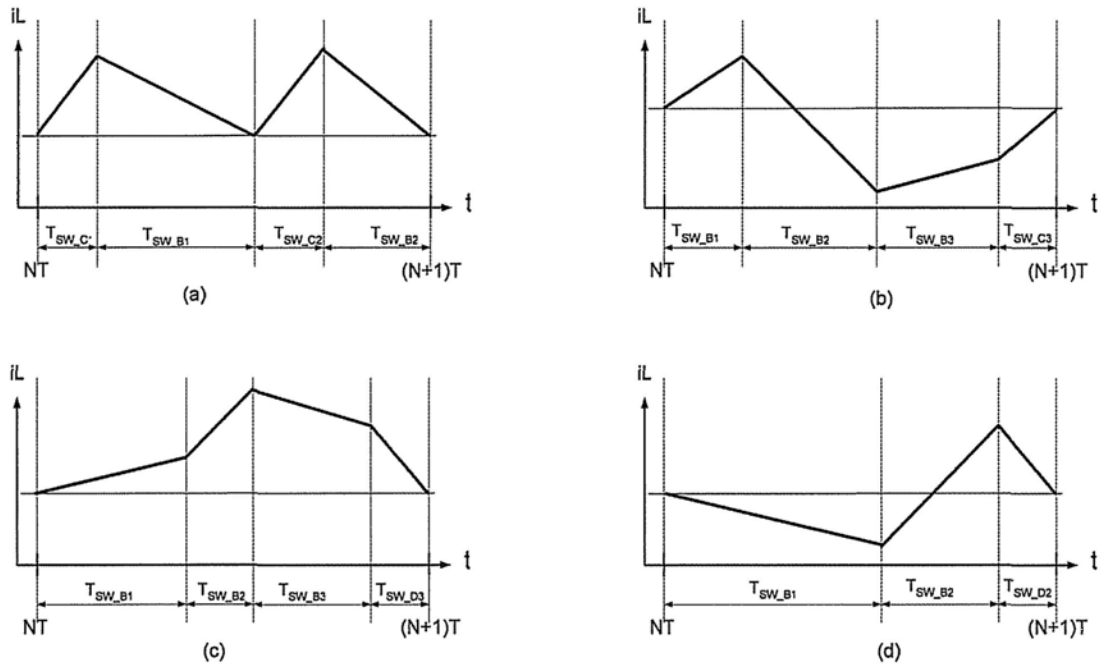 iL
t
T_SW_C' T_SW_B1 T_SW_C2 T_SW_B2
NT (N+1)T
(a)
iL
t
T_SW_B1 T_SW_B2 T_SW_B3 T_SW_C3
NT (N+1)T
(b)
iL
t
T_SW_B1 T_SW_B2 T_SW_B3 T_SW_D3
NT (N+1)T
(c)
iL
t
T_SW_B1 T_SW_B2 T_SW_D2
NT (N+1)T
(d)